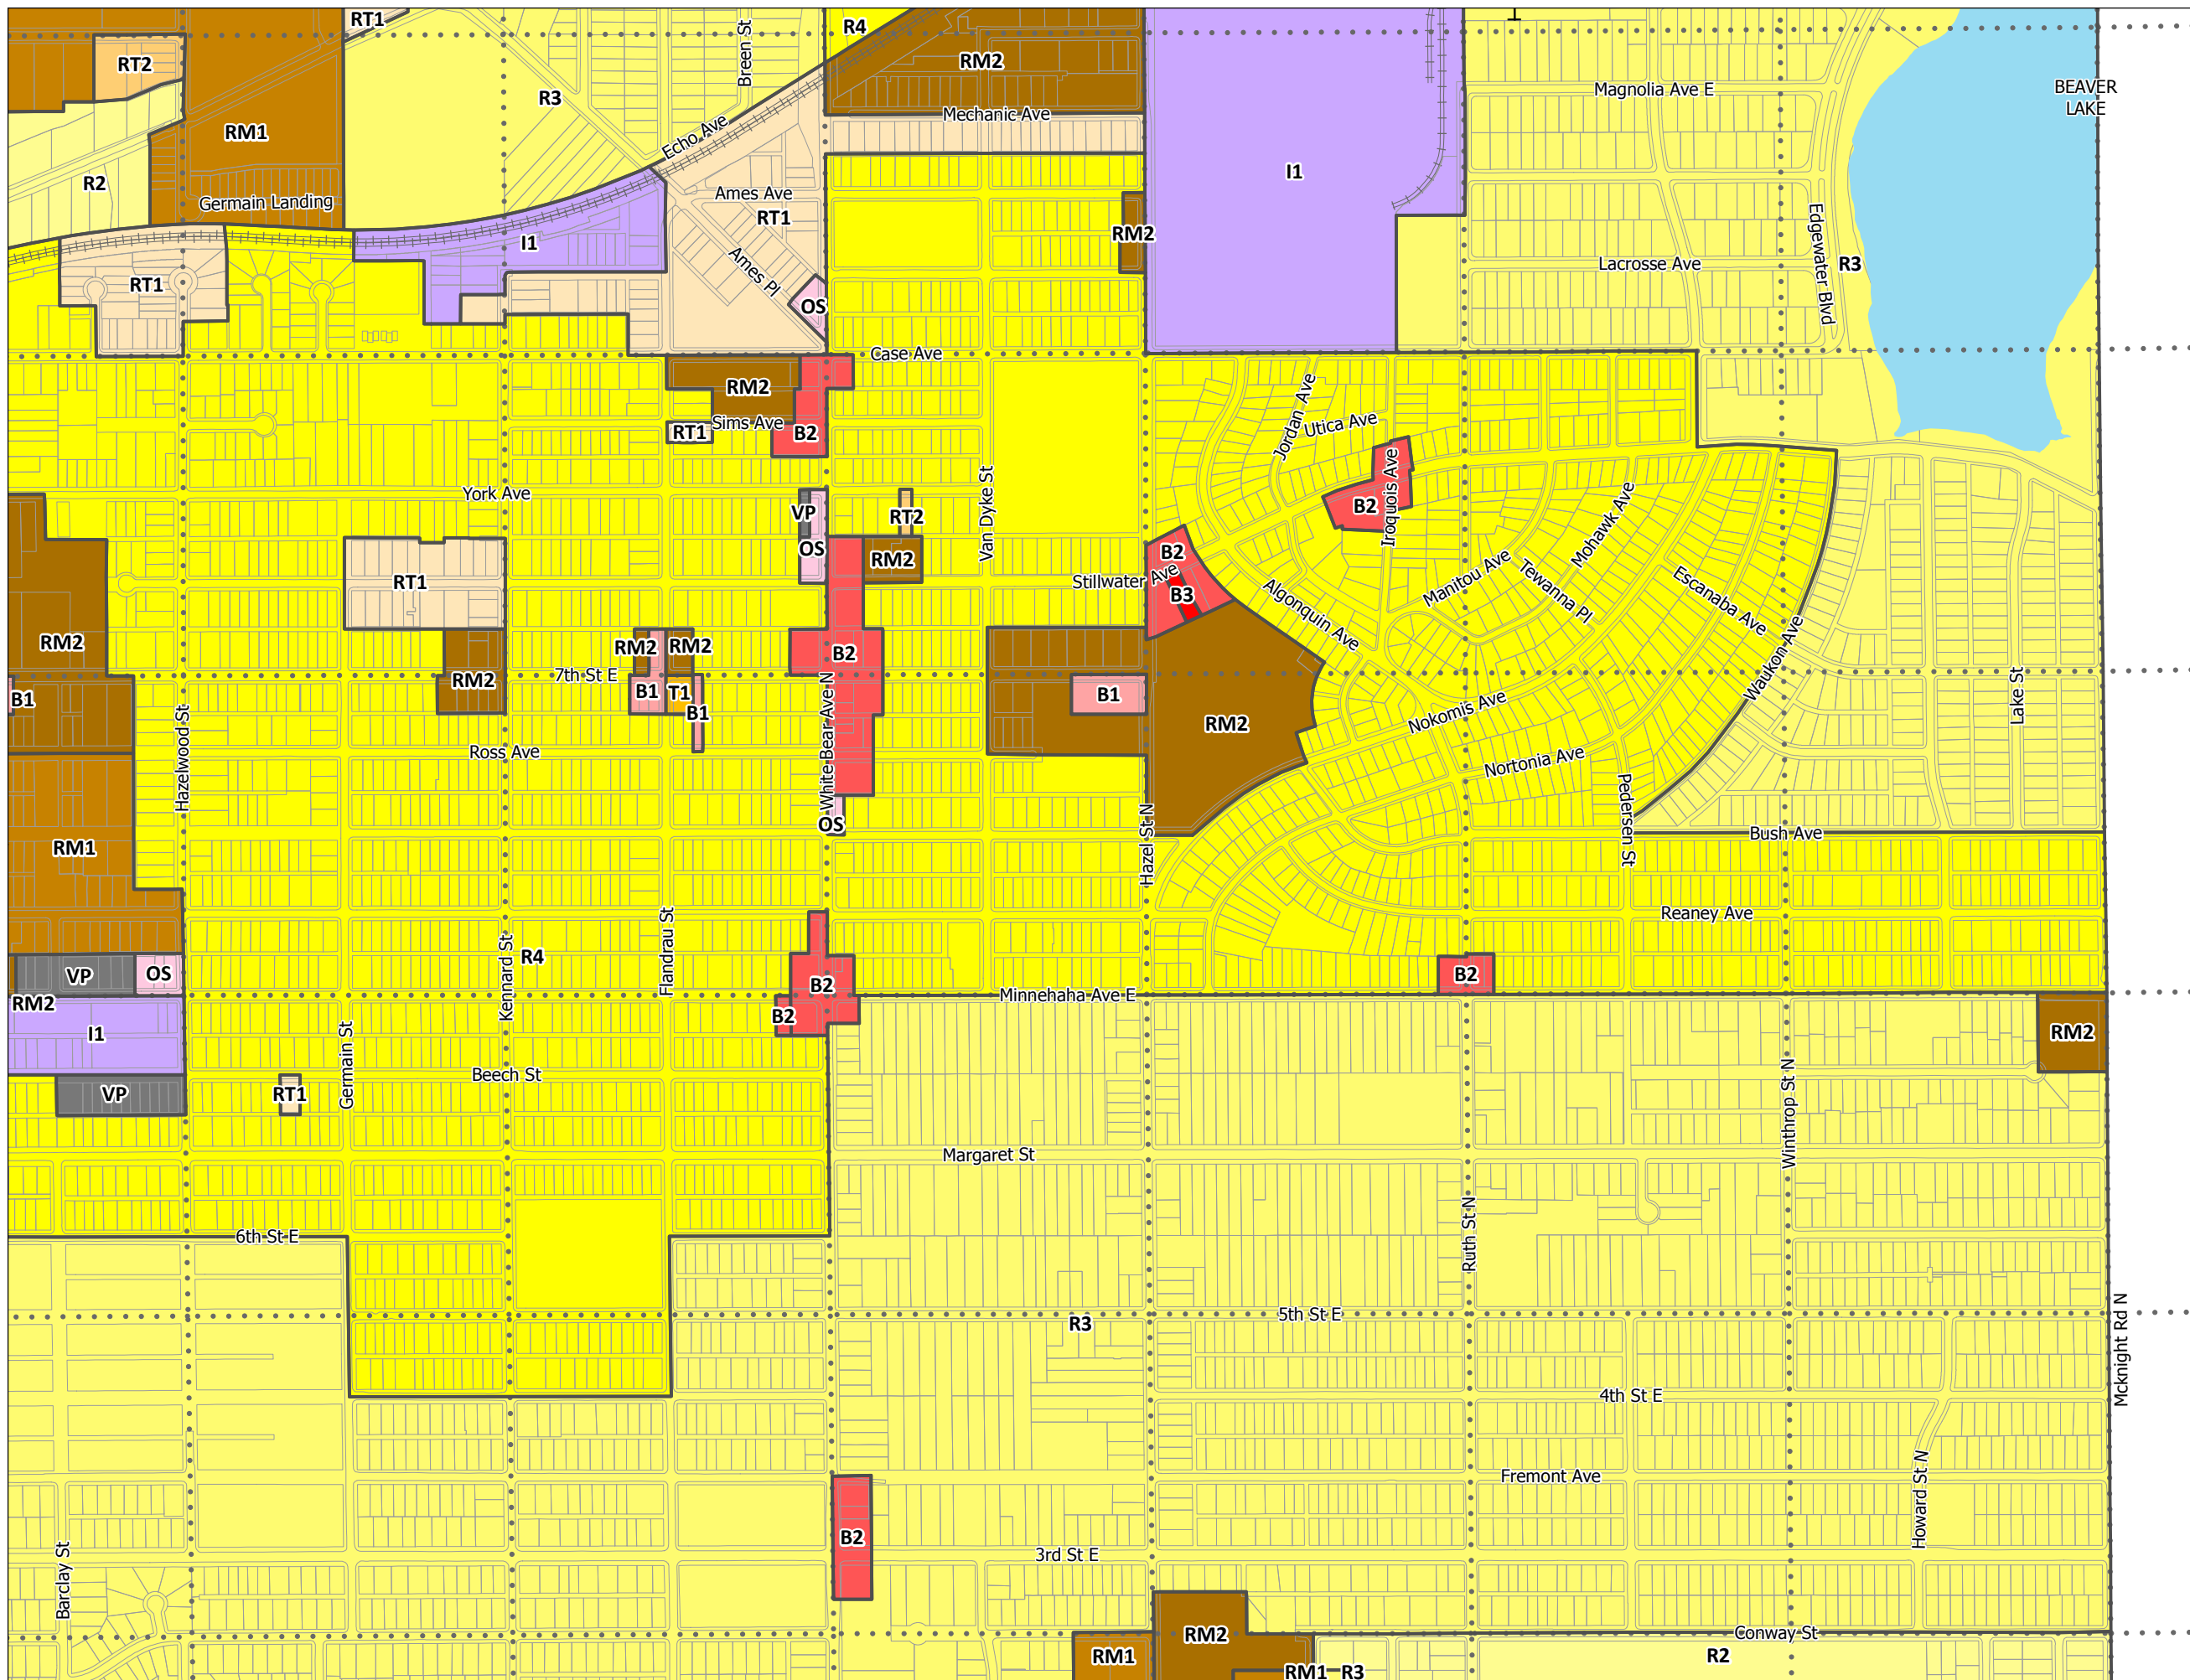 RT1
R4
Breen St
RM2
RT2
Magnolia Ave E
BEAVER
LAKE
R3
Mechanic Ave
RM1
Echo Ave
R2
I1
Ames Ave
Germain Landing
RT1
RM2
I1
Edgewater Blvd
Lacrosse Ave
R3
Ames Pl
RT1
OS
Case Ave
RM2
Jordan Ave
Sims Ave
Utica Ave
RT1
B2
Iroquois Ave
York Ave
Van Dyke St
VP
RT2
B2
OS
RM2
B2
Mohawk Ave
Stillwater Ave
Manitou Ave
Tewanna Pl
RT1
B3
Escanaba Ave
Algonquin Ave
RM2
RM2
RM2
B2
Waukon Ave
7th St E
RM2
B1
T1
B1
B1
B1
Lake St
White Bear Ave N
Nokomis Ave
RM2
Hazelwood St
Ross Ave
Nortonia Ave
Pedersen St
OS
Bush Ave
RM1
Hazel St N
Reaney Ave
Flandrau St
Kennard St
R4
VP
OS
B2
B2
RM2
Minnehaha Ave E
B2
I1
RM2
Germain St
Beech St
VP
RT1
Winthrop St N
Margaret St
Ruth St N
6th St E
5th St E
R3
Mcknight Rd N
4th St E
Fremont Ave
Howard St N
B2
3rd St E
Barclay St
RM2
Conway St
RM1
R2
RM1
R3